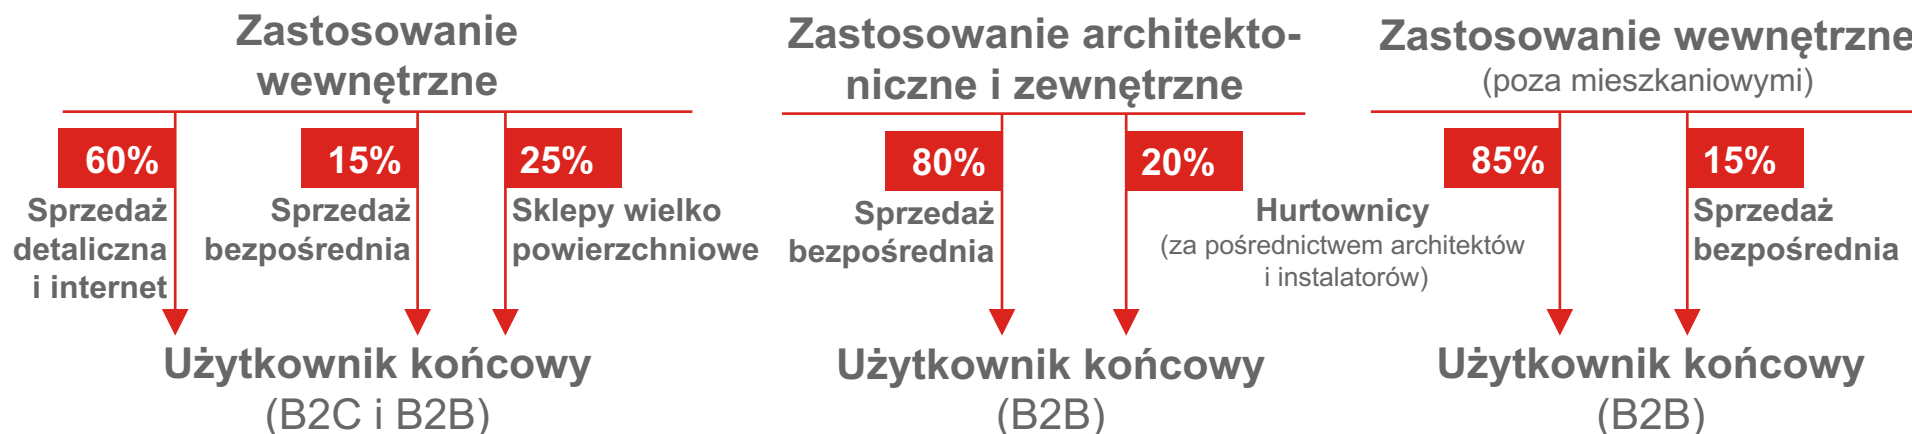 Zastosowanie
wewnętrzne
60%
Sprzedaż
detaliczna
i internet
15%
Sprzedaż
bezpośrednia
25%
Sklepy wielko
powierzchniowe
Użytkownik końcowy
(B2C i B2B)
Zastosowanie architekto-
niczne i zewnętrzne
80%
Sprzedaż
bezpośrednia
20%
Hurtownicy
(za pośrednictwem architektów
i instalatorów)
Użytkownik końcowy
(B2B)
Zastosowanie wewnętrzne
(poza mieszkaniowymi)
85%
15%
Sprzedaż
bezpośrednia
Użytkownik końcowy
(B2B)